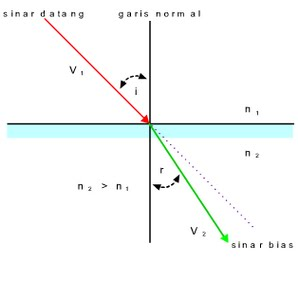 sinar datang
garis normal
V1
i
n1
n2
r
n2 > n1
V2
sinar bias